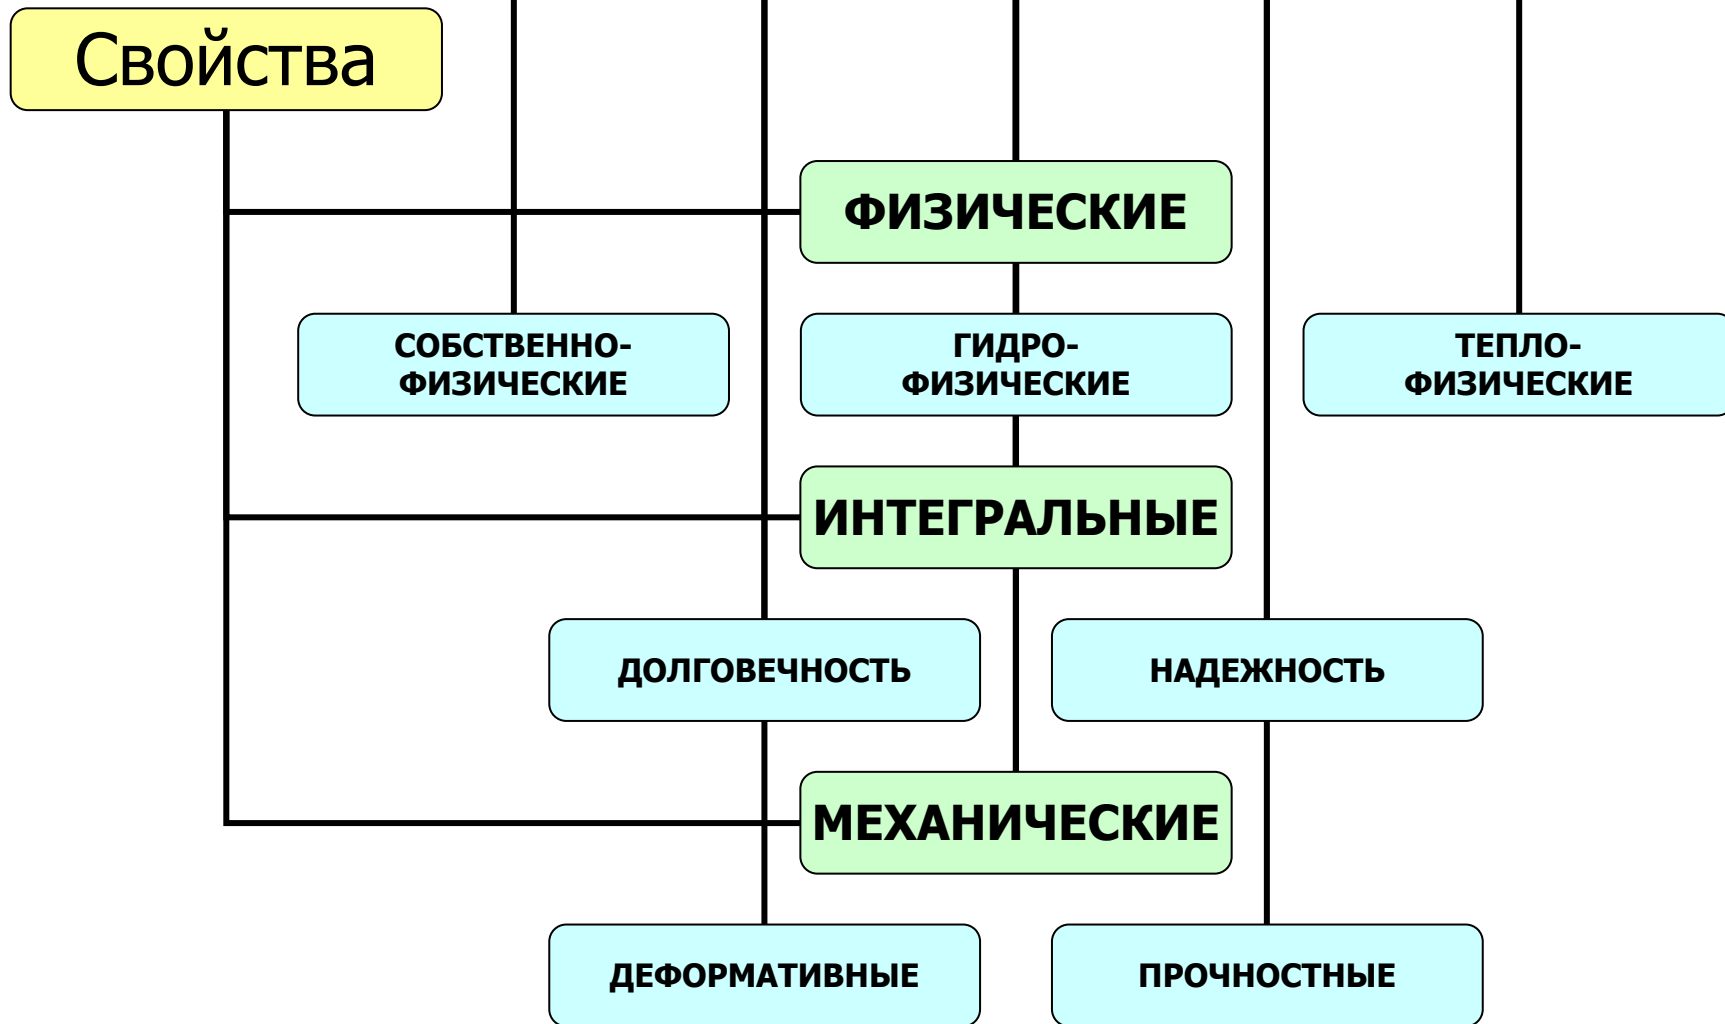 Свойства
ФИЗИЧЕСКИЕ
СОБСТВЕННО-
ФИЗИЧЕСКИЕ
ГИДРО-
ФИЗИЧЕСКИЕ
ТЕПЛО-
ФИЗИЧЕСКИЕ
ИНТЕГРАЛЬНЫЕ
ДОЛГОВЕЧНОСТЬ
НАДЕЖНОСТЬ
МЕХАНИЧЕСКИЕ
ДЕФОРМАТИВНЫЕ
ПРОЧНОСТНЫЕ